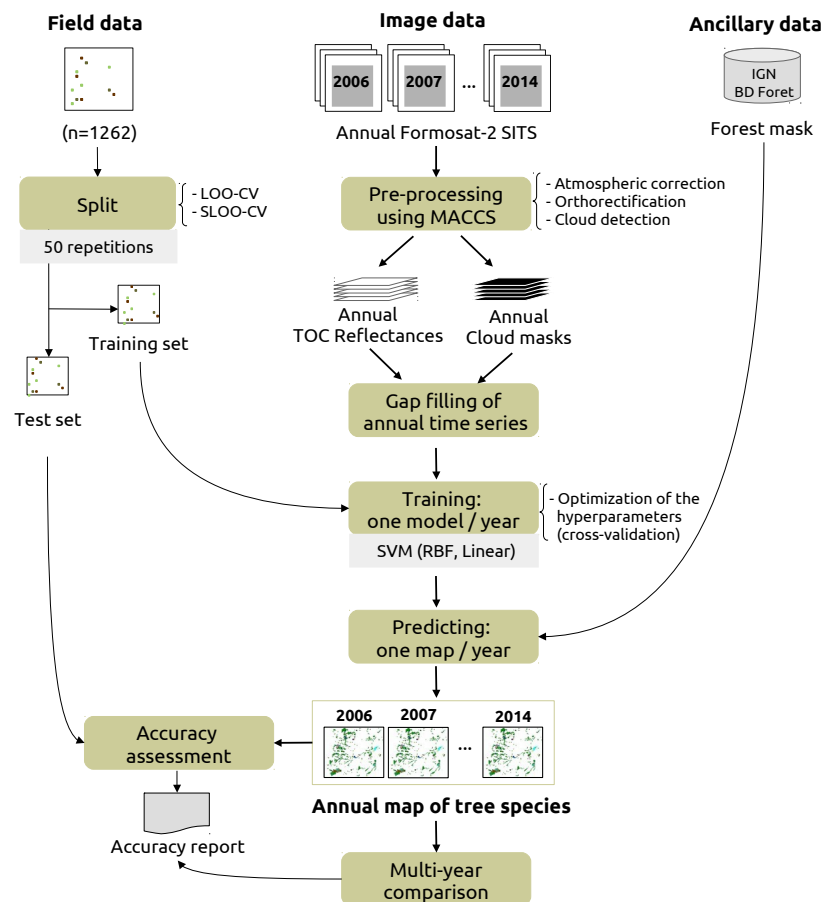 Field data
Image data
Ancillary data
2006
2007
...
2014
IGN
BD Foret
(n=1262)
Annual Formosat-2 SITS
Forest mask
Split
- LOO-CV
- SLOO-CV
50 repetitions
Pre-processing
using MACCS
- Atmospheric correction
- Orthorectification
- Cloud detection
Annual
TOC Reflectances
Annual
Cloud masks
Training set
Test set
Gap filling of
annual time series
Training:
one model / year
SVM (RBF, Linear)
- Optimization of the
hyperparameters
(cross-validation)
Predicting:
one map / year
2006
2007
...
2014
Accuracy
assessment
Annual map of tree species
Accuracy report
Multi-year
comparison